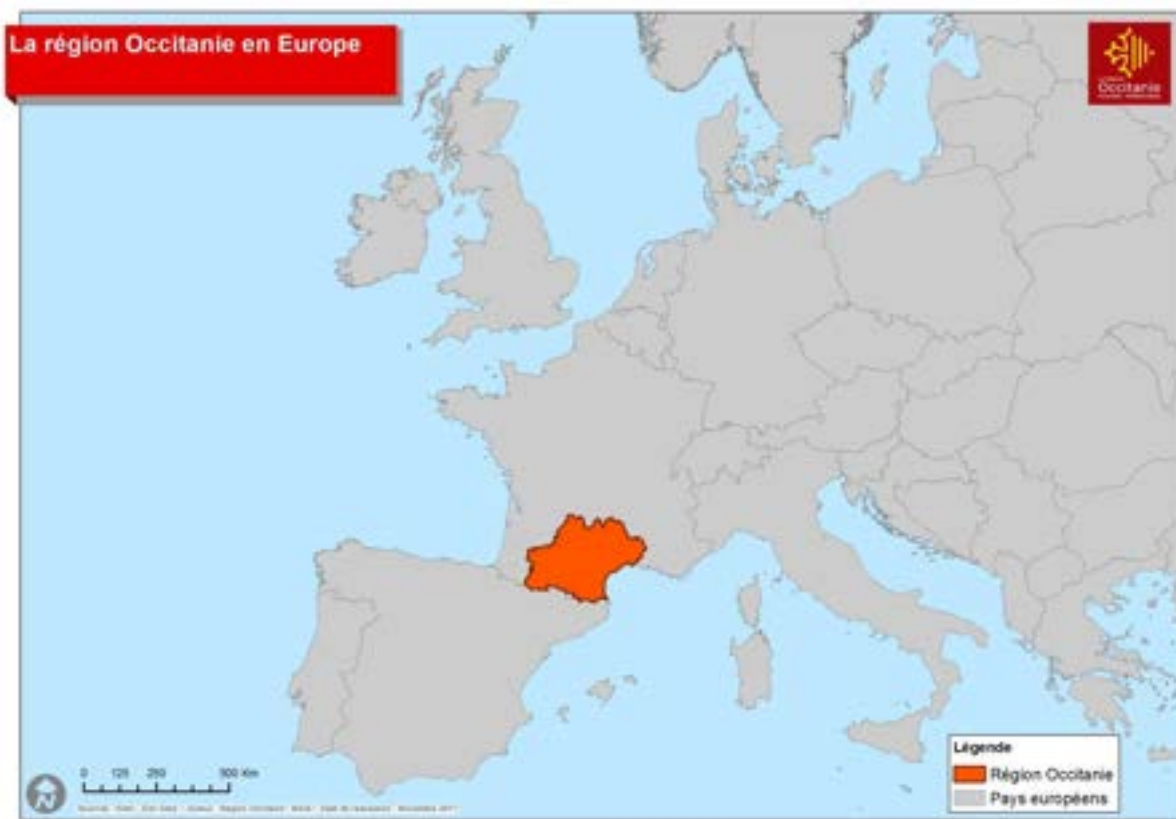 La région Occitanie en Europe
Occitanie
0 125 250 500 Km
N
Légende
Région Occitanie
Pays européens